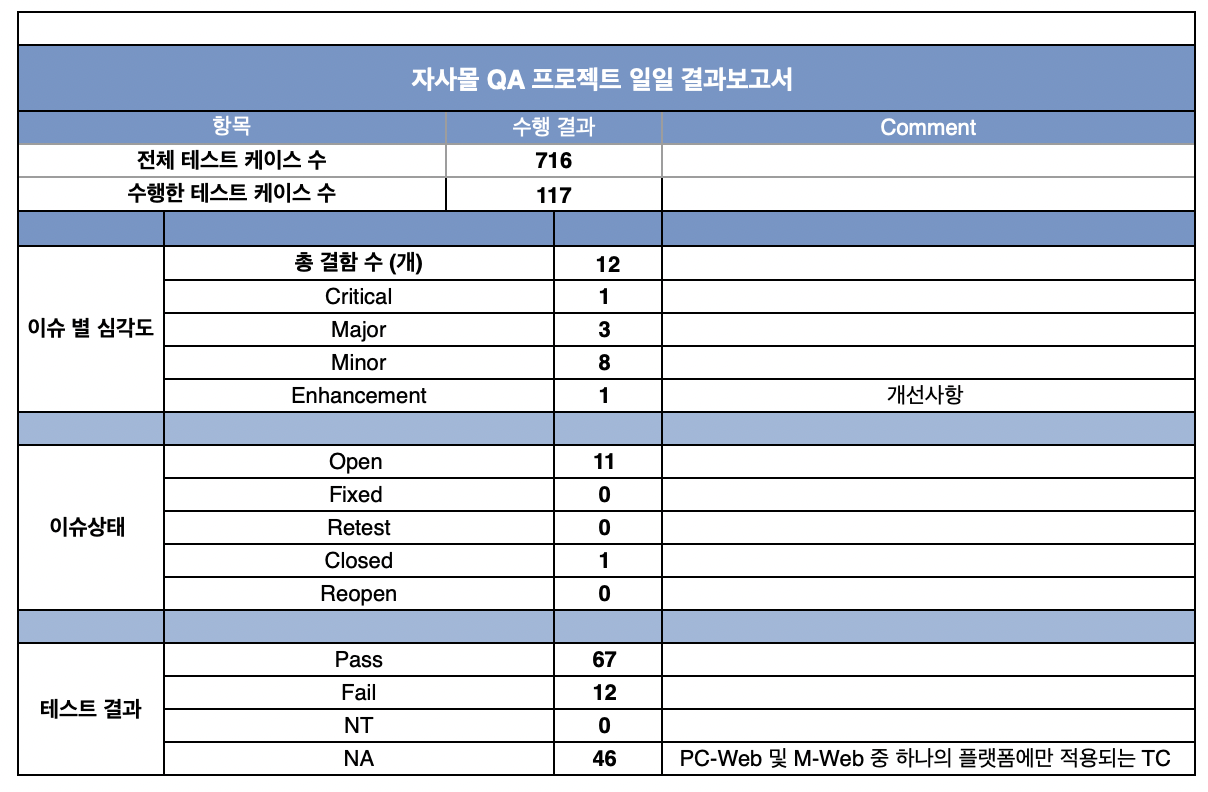 자사몰 QA 프로젝트 일일 결과보고서
항목 수행 결과 Comment
전체 테스트 케이스 수 716
수행한 테스트 케이스 수 117
이슈 별 심각도
총 결함 수 (개) 12
Critical 1
Major 3
Minor 8
Enhancement 1 개선사항
이슈상태
Open 11
Fixed 0
Retest 0
Closed 1
Reopen 0
테스트 결과
Pass 67
Fail 12
NT 0
NA 46 PC-Web 및 M-Web 중 하나의 플랫폼에만 적용되는 TC